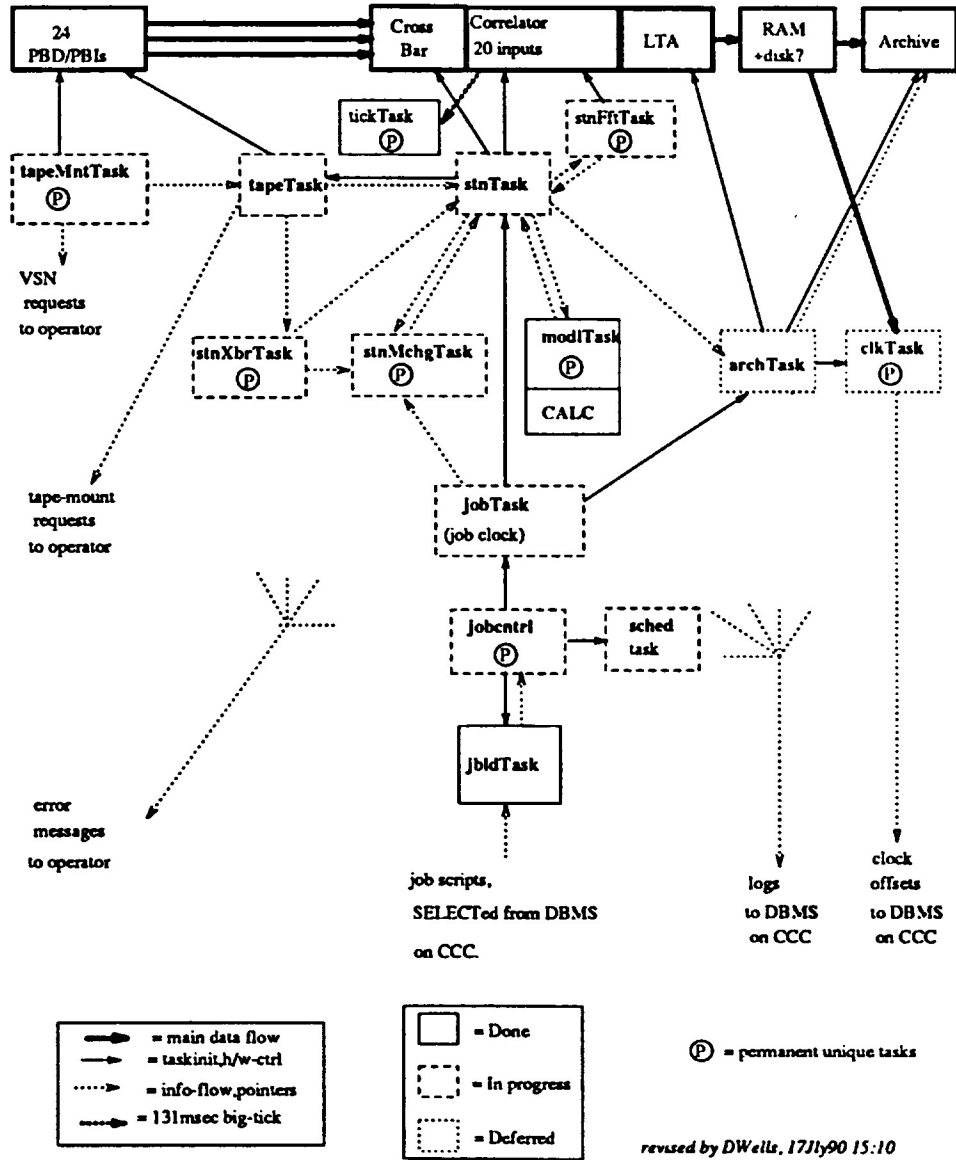 24
PBD/PBIs
Cross
Bar
Correlator
20 inputs
LTA
RAM
+disk?
Archive
tickTask
P
stnFftTask
P
tapeMntTask
P
tapeTask
stnTask
VSN
requests
to operator
stnXbrTask
P
stnMchgTask
P
modlTask
P
CALC
archTask
clkTask
P
tape-mount
requests
to operator
jobTask
(job clock)
jobcntrl
P
sched
task
jbldTask
error
messages
to operator
job scripts,
SELECTed from DBMS
on CCC.
logs
to DBMS
on CCC
clock
offsets
to DBMS
on CCC
= main data flow
= taskinit,h/w-ctrl
= info-flow,pointers
= 131msec big-tick
= Done
= In progress
= Deferred
P = permanent unique tasks
revised by DWells, 17Jly90 15:10